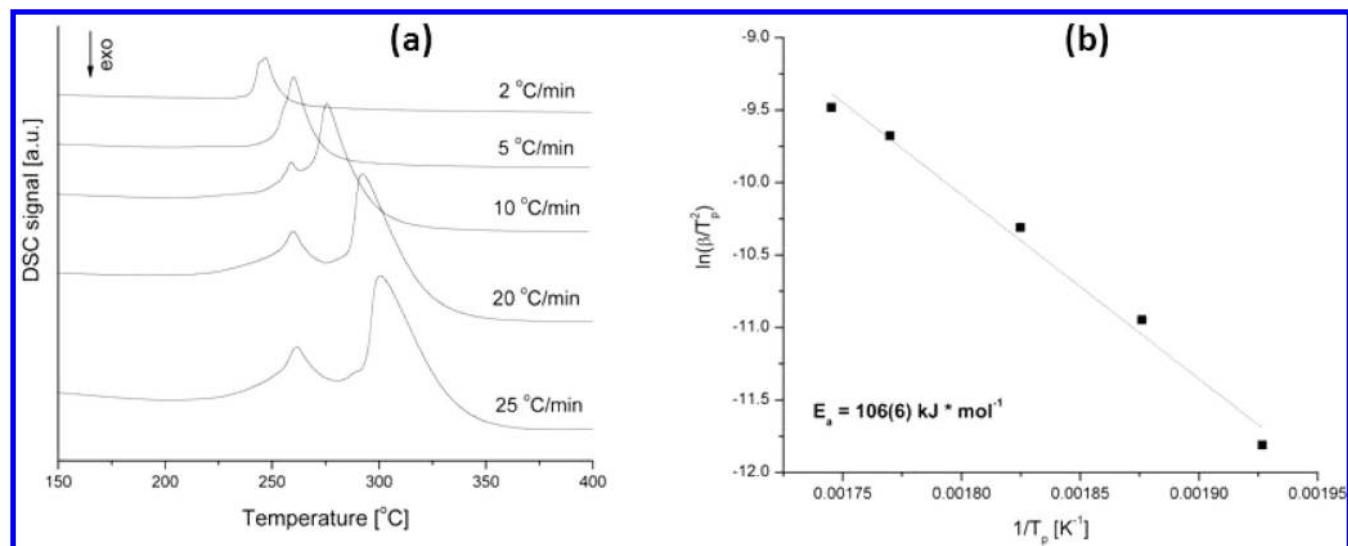 (a)
exo
2 °C/min
5 °C/min
10 °C/min
20 °C/min
25 °C/min
DSC signal [a.u.]
150 200 250 300 350 400
Temperature [°C]
(b)
-9.0
-9.5
-10.0
-10.5
-11.0
-11.5
-12.0
ln(β/T²ₚ)
Eₐ = 106(6) kJ * mol⁻¹
0.00175 0.00180 0.00185 0.00190 0.00195
1/Tₚ [K⁻¹]